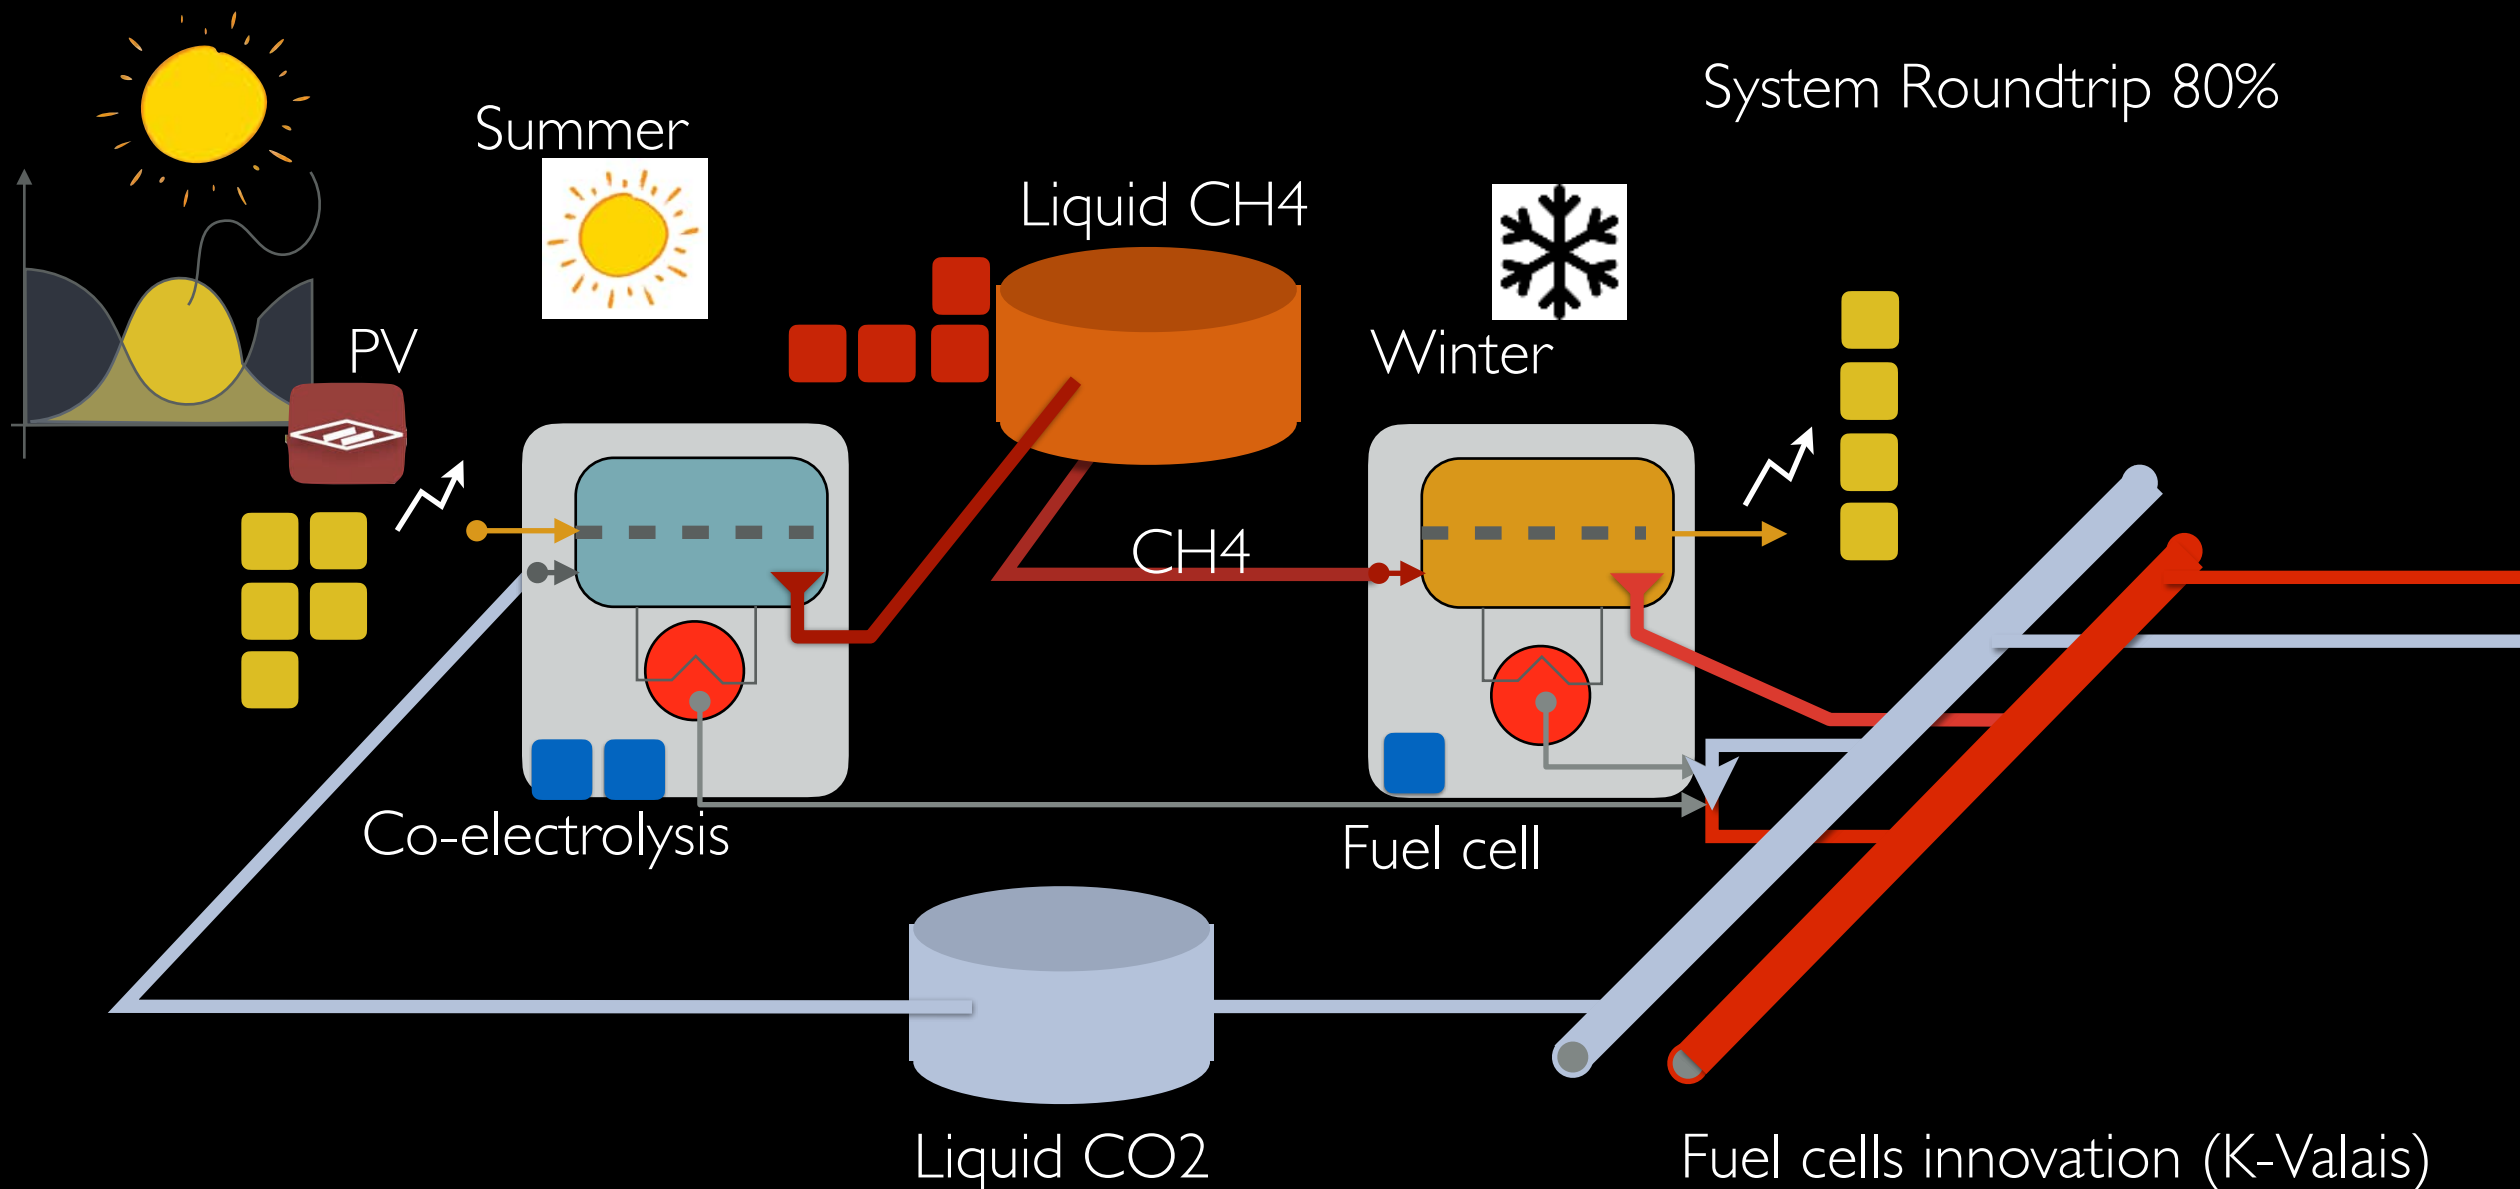 System Roundtrip 80%
Summer
Liquid CH4
PV
Winter
CH4
Co-electrolysis
Fuel cell
Liquid CO2
Fuel cells innovation (K-Valais)